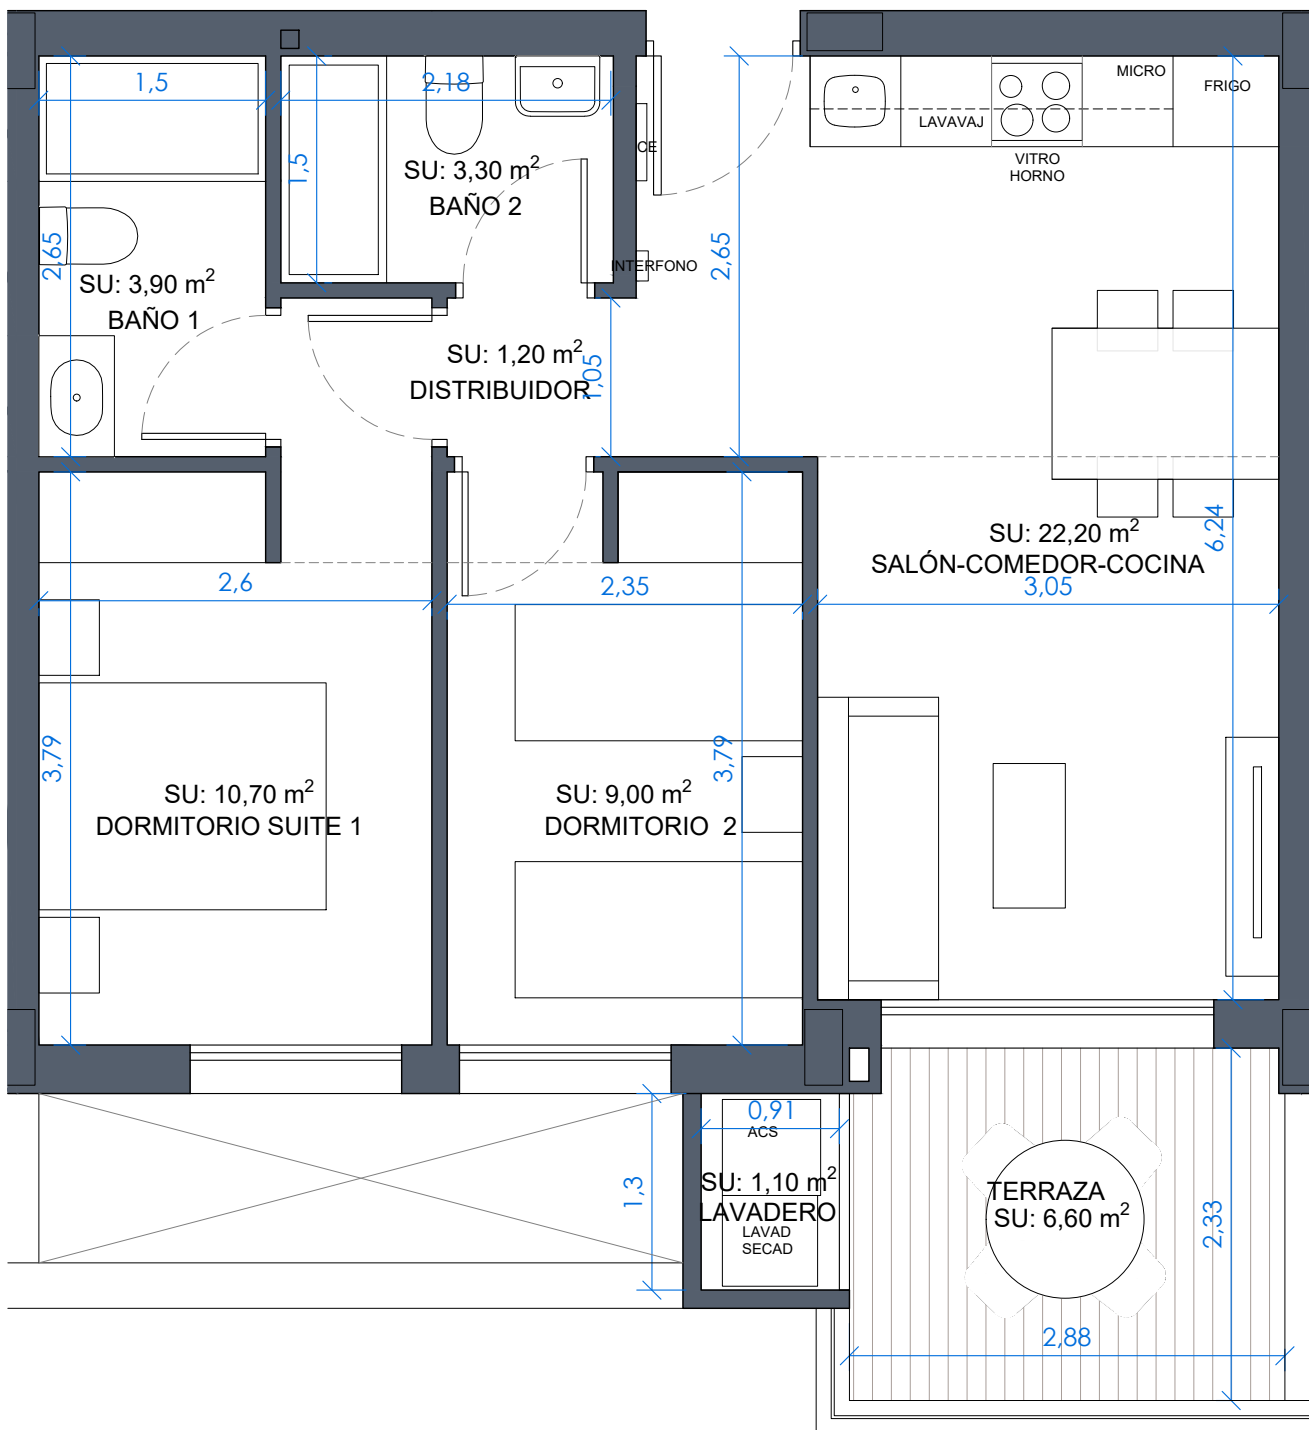 1,5
2,18
MICRO
FRIGO
LAVAVAJ
VITRO
HORNO
CE
1,5
SU: 3,30 m²
BAÑO 2
2,65
2,65
INTERFONO
SU: 3,90 m²
BAÑO 1
SU: 1,20 m²
DISTRIBUIDOR
1,05
6,24
SU: 22,20 m²
SALÓN-COMEDOR-COCINA
2,6
2,35
3,05
3,79
3,79
SU: 10,70 m²
DORMITORIO SUITE 1
SU: 9,00 m²
DORMITORIO 2
0,91
ACS
1,3
SU: 1,10 m²
LAVADERO
LAVAD
SECAD
TERRAZA
SU: 6,60 m²
2,33
2,88